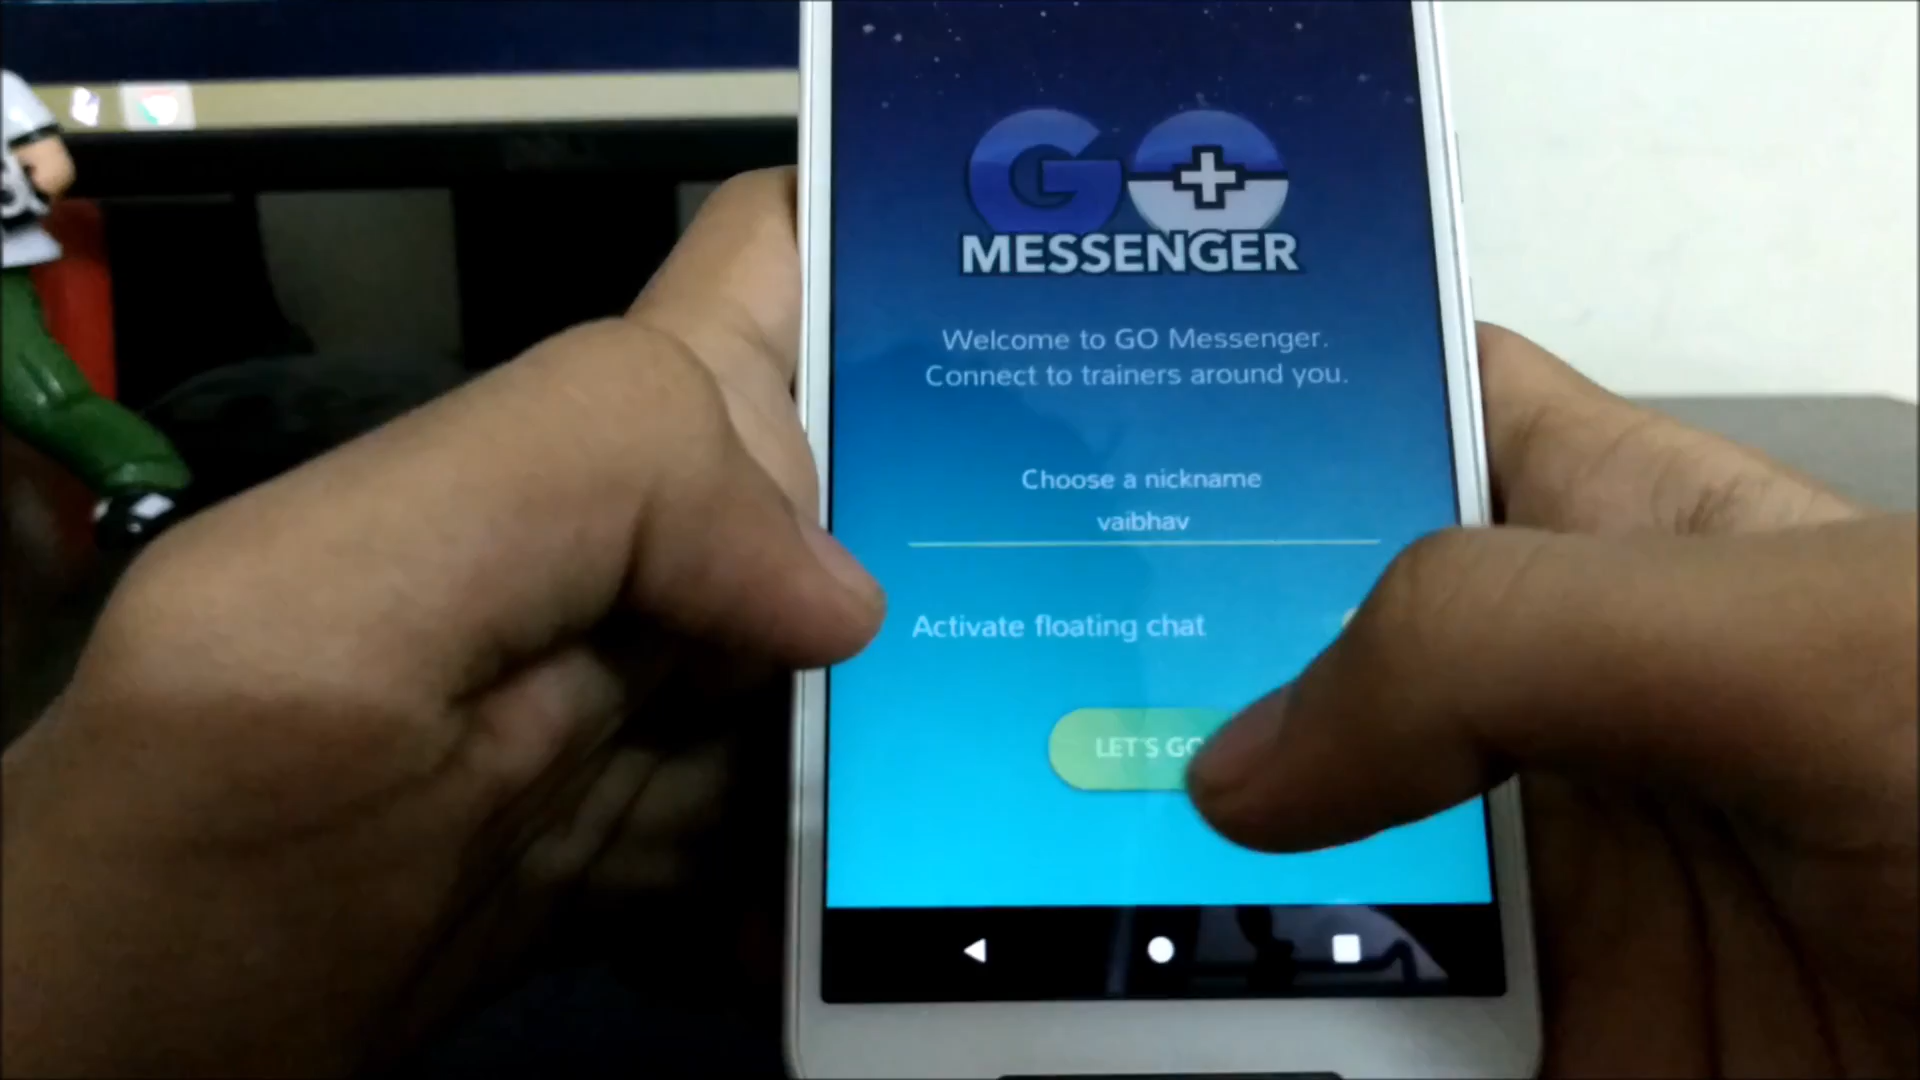 GO
MESSENGER
Welcome to GO Messenger.
Connect to trainers around you.
Choose a nickname
vaibhav
Activate floating chat
LET'S GO